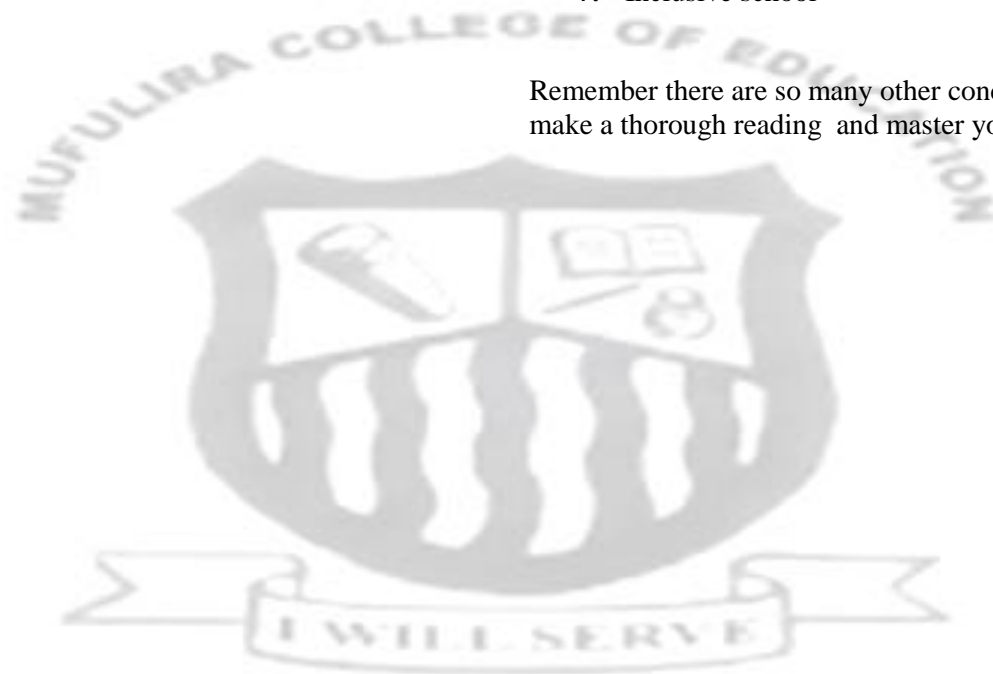 Inclusive school
MUFULIRA COLLEGE OF EDUCATION
Remember there are so many other
make a thorough reading and master
I WILL SERVE